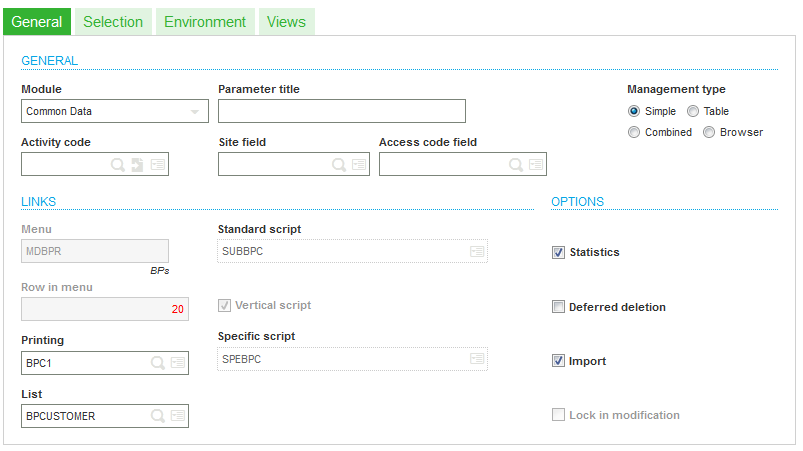 General Selection Environment Views
GENERAL
Module Parameter title Management type
Common Data Simple Table
Combined Browser
Activity code Site field Access code field
LINKS OPTIONS
Menu Standard script
MDBPR SUBBPC Statistics
BPs
Row in menu
20 Vertical script Deferred deletion
Printing Specific script
BPC1 SPEBPC Import
List
BPCUSTOMER Lock in modification